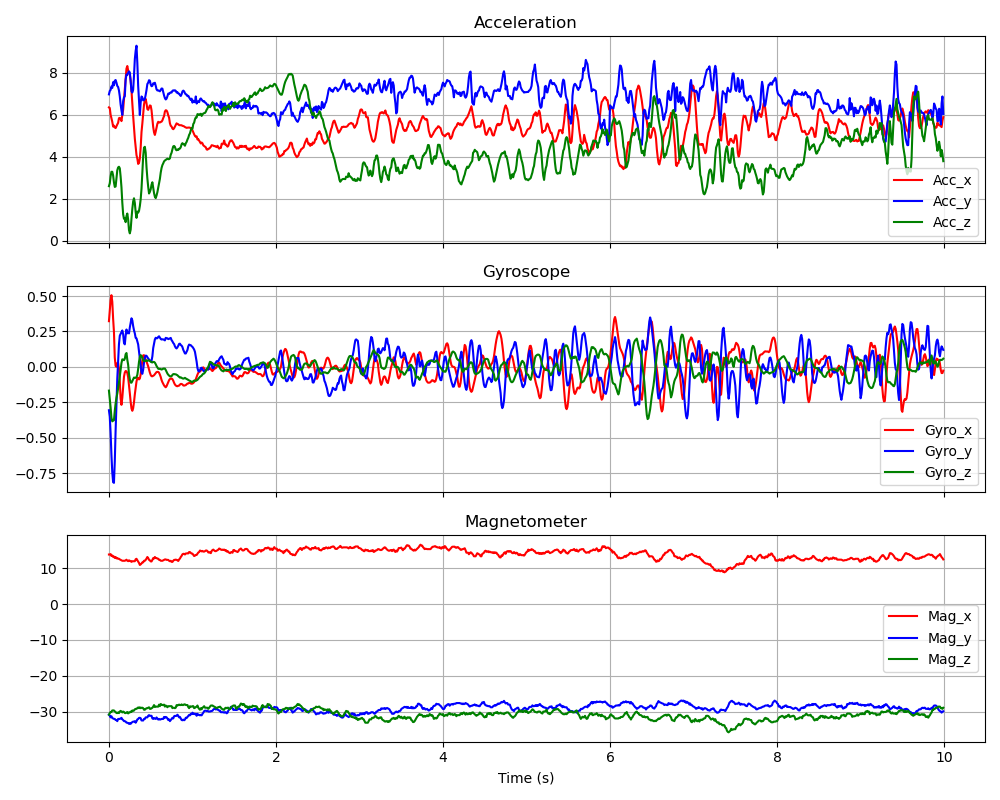 Acceleration
8
6
4
2
0
Acc_x
Acc_y
Acc_z
Gyroscope
0.50
0.25
0.00
−0.25
−0.50
−0.75
Gyro_x
Gyro_y
Gyro_z
Magnetometer
10
0
−10
−20
−30
Mag_x
Mag_y
Mag_z
0 2 4 6 8 10
Time (s)